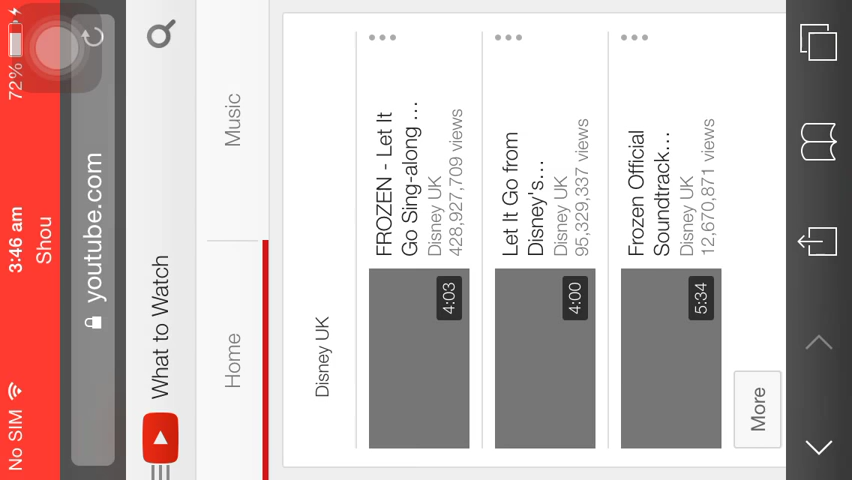 No SIM 3:46 am 72%
Shou
youtube.com
What to Watch
Home Music
Disney UK
4:03
FROZEN - Let It
Go Sing-along ...
Disney UK
428,927,709 views
4:00
Let It Go from
Disney's...
Disney UK
95,329,337 views
5:34
Frozen Official
Soundtrack...
Disney UK
12,670,871 views
More